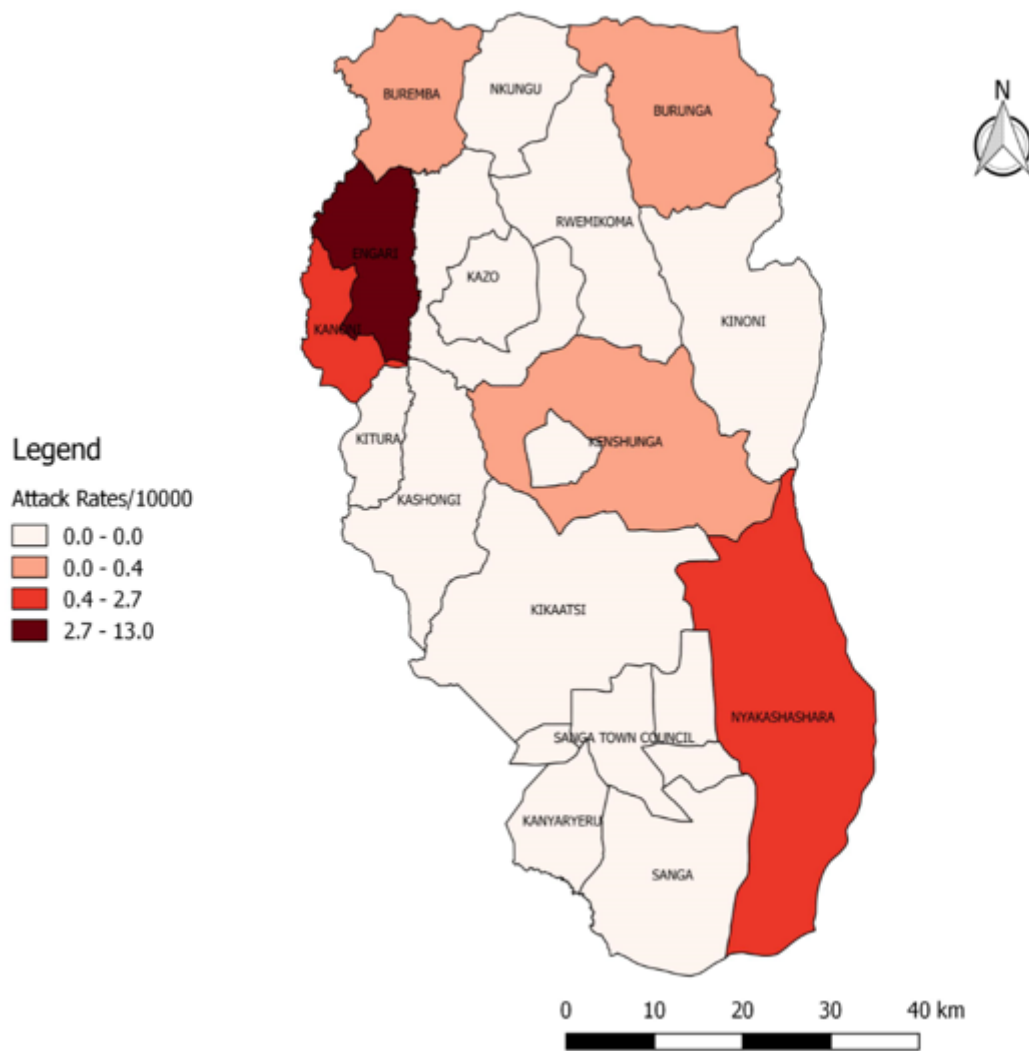 NKUNGU
BUREMBA
BURUNGA
N
RWEMIKOMA
ENGARI
KAZO
KINONI
KANONI
KITURA
KENSHUNGA
KASHONGI
Legend
Attack Rates/10000
0.0 - 0.0
0.0 - 0.4
0.4 - 2.7
2.7 - 13.0
KIKAATSI
NYAKASHASHARA
SANGA TOWN COUNCIL
KANYARYERU
SANGA
0 10 20 30 40 km